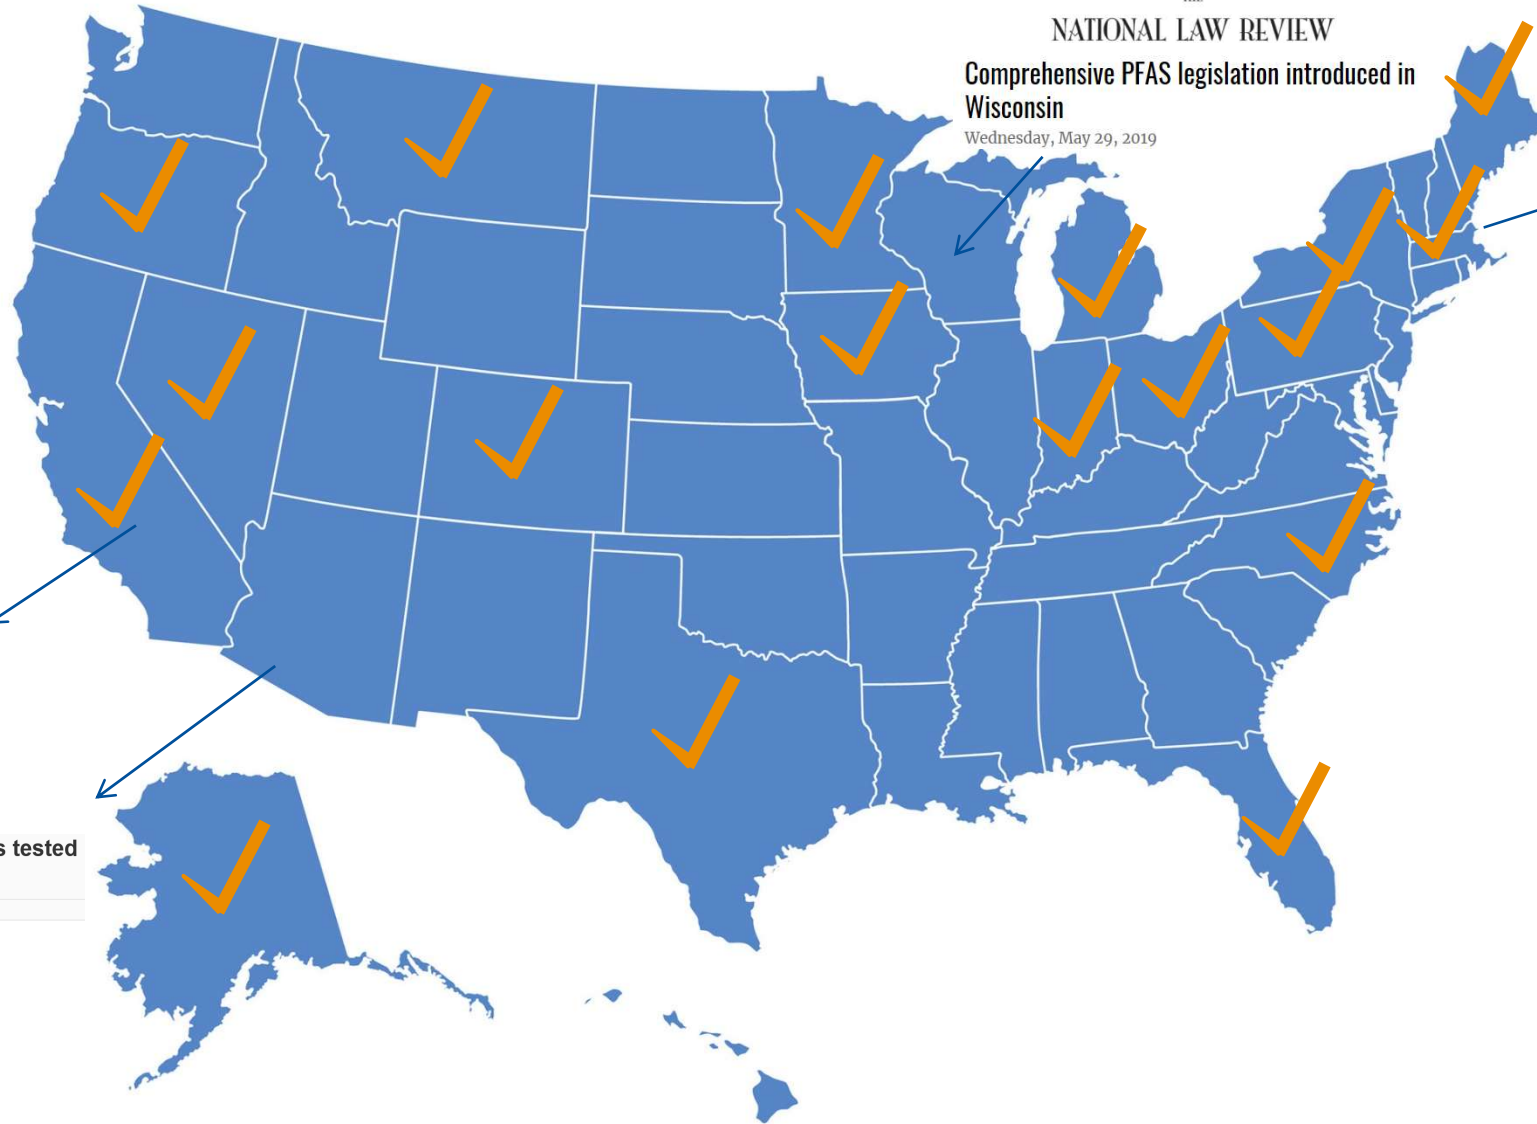 NATIONAL LAW REVIEW
Comprehensive PFAS legislation introduced in
Wisconsin
Wednesday, May 29, 2019
tested